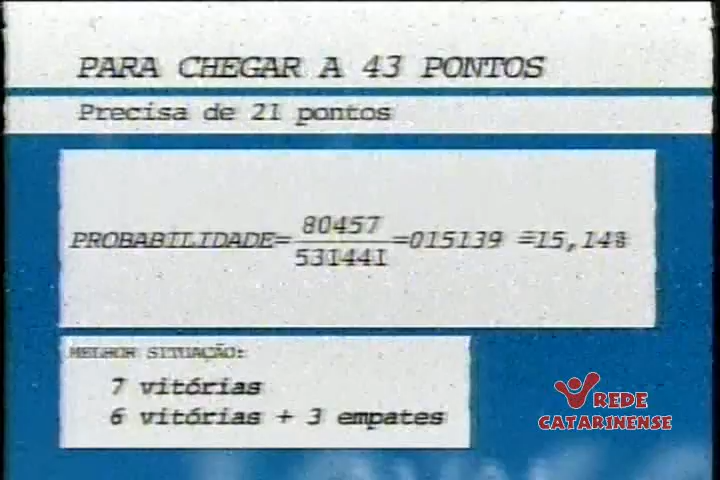 PARA CHEGAR A 43 PONTOS
Precisa de 21 pontos
PROBABILIDADE=80457/531441=015139 =15,14%
MELHOR SITUAÇÃO:
7 vitórias
6 vitórias + 3 empates
REDE
CATARINENSE